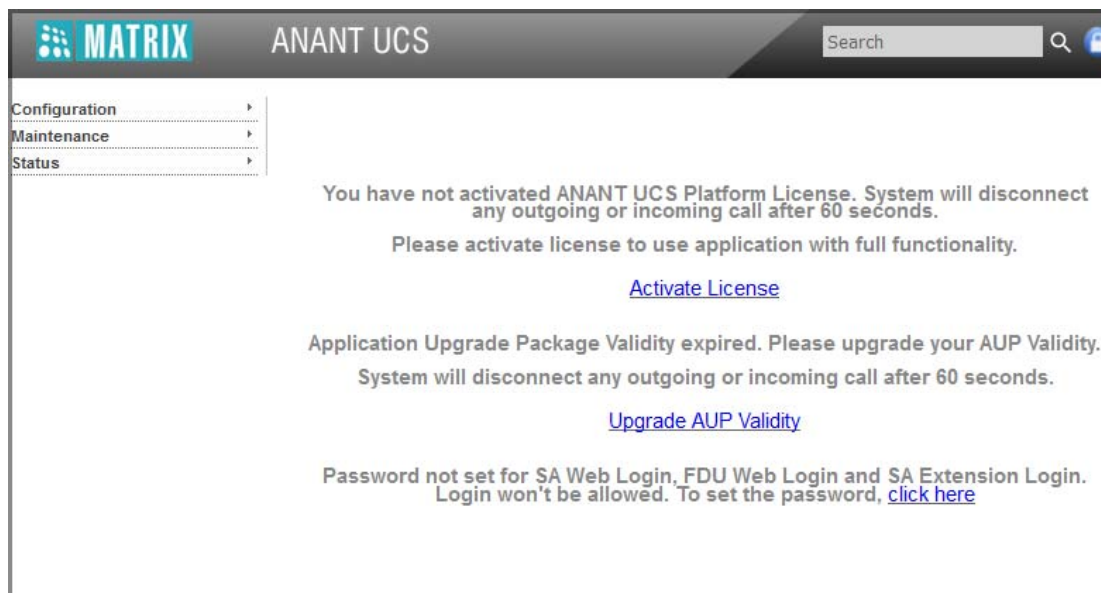 MATRIX
ANANT UCS
Search
Configuration
Maintenance
Status
You have not activated ANANT UCS Platform License. System will disconnect
any outgoing or incoming call after 60 seconds.
Please activate license to use application with full functionality.
Activate License
Application Upgrade Package Validity expired. Please upgrade your AUP Validity.
System will disconnect any outgoing or incoming call after 60 seconds.
Upgrade AUP Validity
Password not set for SA Web Login, FDU Web Login and SA Extension Login.
Login won't be allowed. To set the password, click here